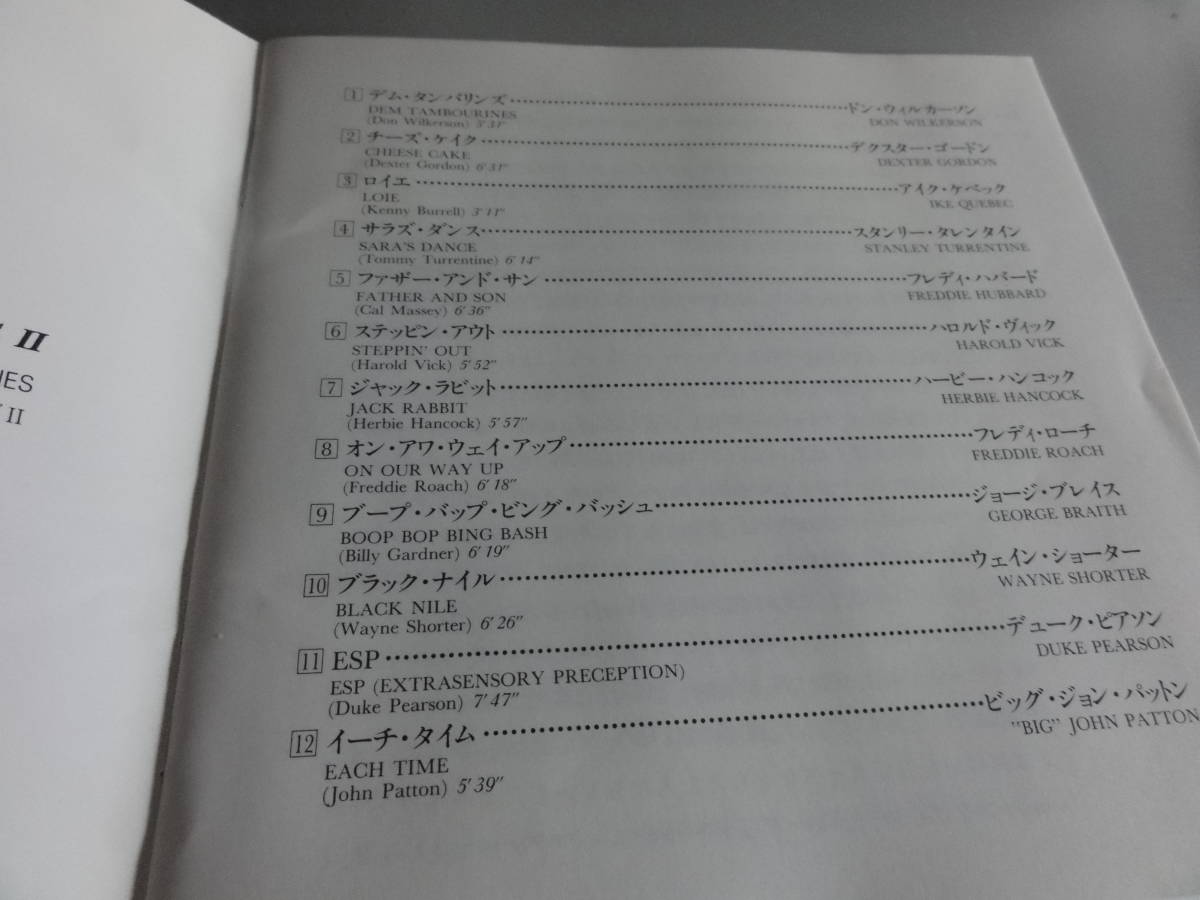 II
II
1 デム・タンバリンズ ドン・ウィルカーソン
DEM TAMBOURINES DON WILKERSON
(Don Wilkerson) 5'31"
2 チーズ・ケイク デクスター・ゴードン
CHEESE CAKE DEXTER GORDON
(Dexter Gordon) 6'31"
3 ロイエ アイク・ケベック
LOIE IKE QUEBEC
(Kenny Burrell) 3'11"
4 サラズ・ダンス スタンリー・タレンタイン
SARA'S DANCE STANLEY TURRENTINE
(Tommy Turrentine) 6'14"
5 ファザー・アンド・サン フレディ・ハバード
FATHER AND SON FREDDIE HUBBARD
(Cal Massey) 6'36"
6 ステッピン・アウト ハロルド・ヴィック
STEPPIN' OUT HAROLD VICK
(Harold Vick) 5'52"
7 ジャック・ラビット ハービー・ハンコック
JACK RABBIT HERBIE HANCOCK
(Herbie Hancock) 5'57"
8 オン・アワ・ウェイ・アップ フレディ・ローチ
ON OUR WAY UP FREDDIE ROACH
(Freddie Roach) 6'18"
9 ブープ・バップ・ビング・バッシュ ジョージ・ブレイス
BOOP BOP BING BASH GEORGE BRAITH
(Billy Gardner) 6'19"
10 ブラック・ナイル ウェイン・ショーター
BLACK NILE WAYNE SHORTER
(Wayne Shorter) 6'26"
11 ESP デューク・ピアソン
ESP (EXTRASENSORY PRECEPTION) DUKE PEARSON
(Duke Pearson) 7'47"
12 イーチ・タイム ビッグ・ジョン・パットン
EACH TIME "BIG" JOHN PATTON
(John Patton) 5'39"